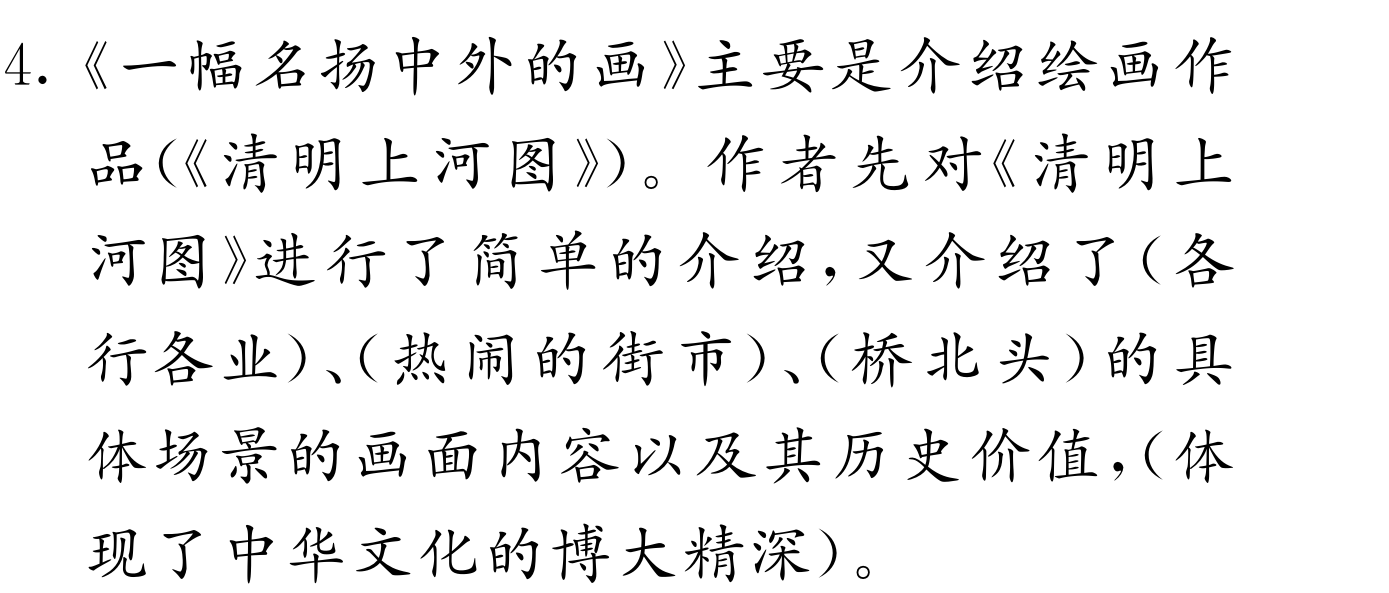 4.《一幅名扬中外的画》主要是介绍绘画作
品(《清明上河图》)。作者先对《清明上
河图》进行了简单的介绍,又介绍了(各
行各业)、(热闹的街市)、(桥北头)的具
体场景的画面内容以及其历史价值,(体
现了中华文化的博大精深)。